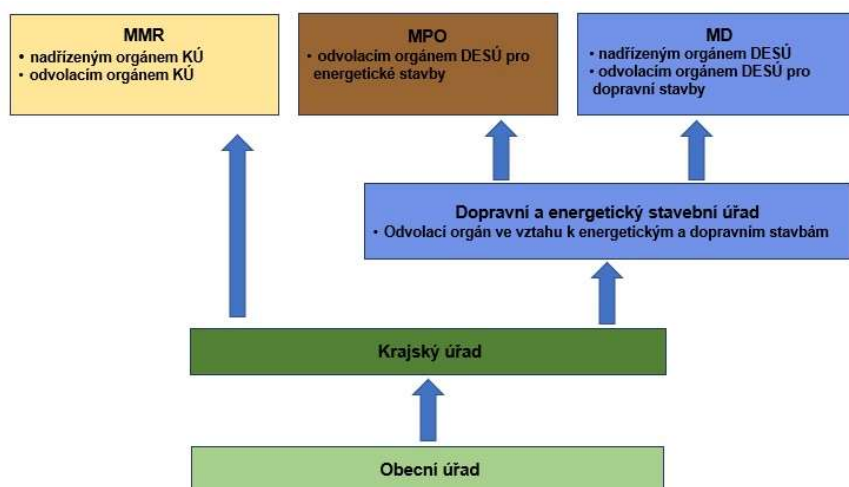 MMR
• nadřízeným orgánem KÚ
• odvolacím orgánem KÚ
MPO
• odvolacím orgánem DESÚ pro
energetické stavby
MD
• nadřízeným orgánem DESÚ
• odvolacím orgánem DESÚ pro
dopravní stavby
Dopravní a energetický stavební úřad
• Odvolací orgán ve vztahu k energetickým a dopravním stavbám
Krajský úřad
Obecní úřad